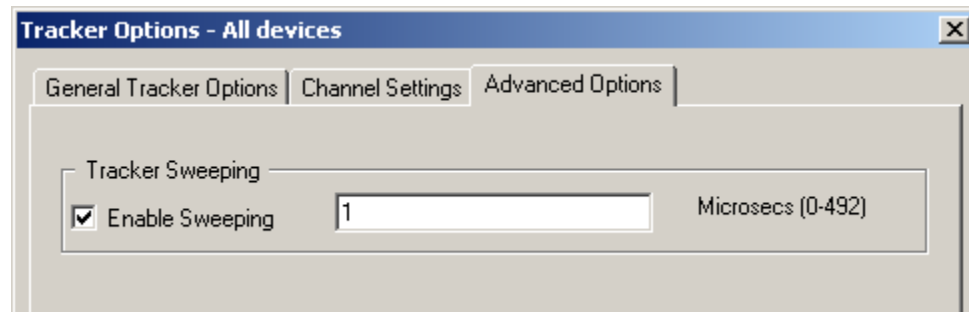 Tracker Options - All devices
General Tracker Options Channel Settings Advanced Options
Tracker Sweeping
Enable Sweeping 1 Microsecs (0-492)